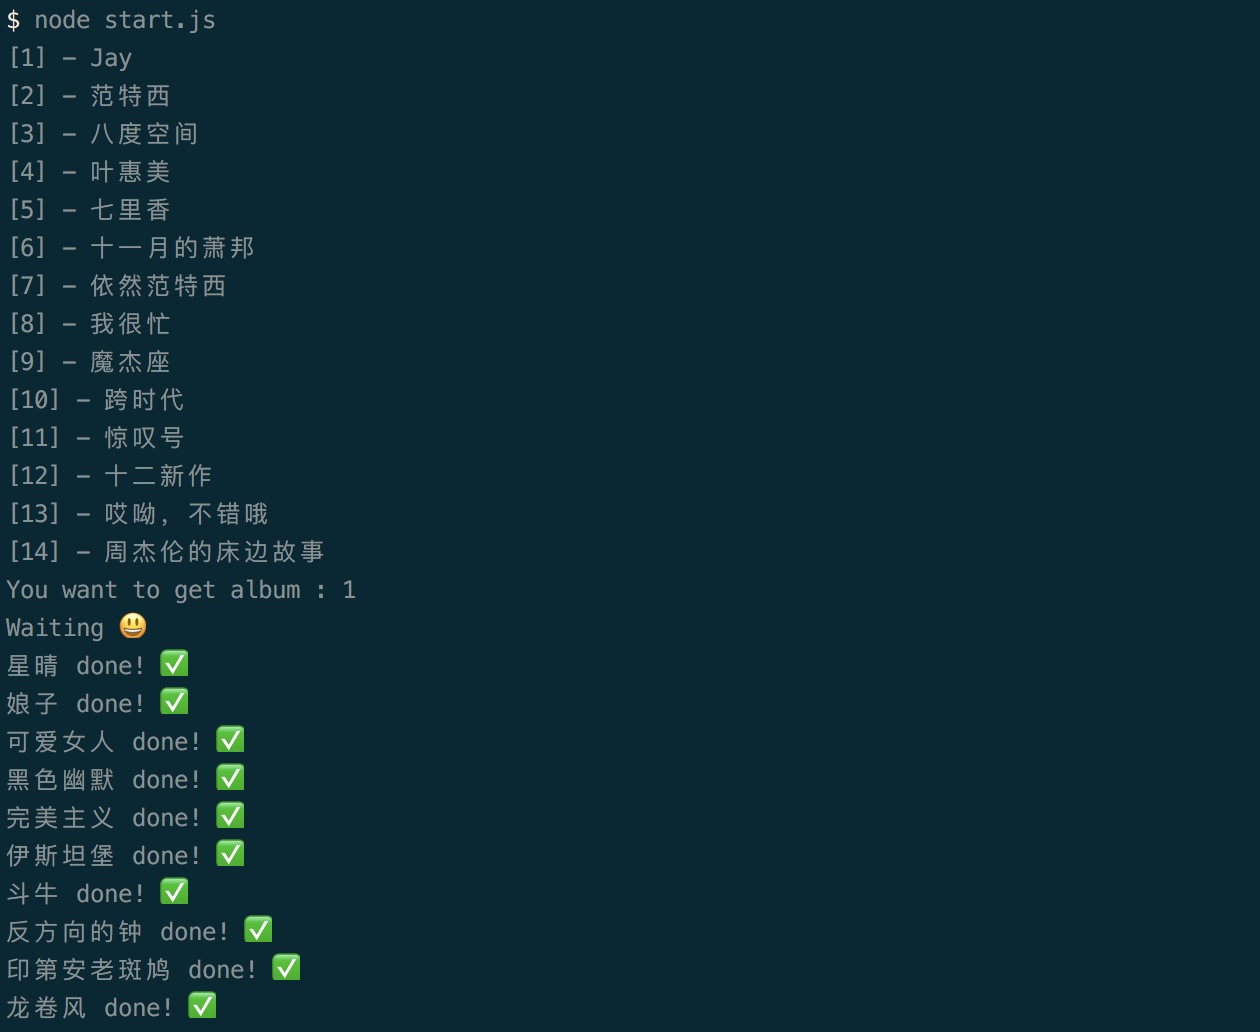 $ node start.js
[1] – Jay
[2] – 范特西
[3] – 八度空间
[4] – 叶惠美
[5] – 七里香
[6] – 十一月的萧邦
[7] – 依然范特西
[8] – 我很忙
[9] – 魔杰座
[10] – 跨时代
[11] – 惊叹号
[12] – 十二新作
[13] – 哎呦, 不错哦
[14] – 周杰伦的床边故事
You want to get album : 1
Waiting 😃
星晴 done! ✅
娘子 done! ✅
可爱女人 done! ✅
黑色幽默 done! ✅
完美主义 done! ✅
伊斯坦堡 done! ✅
斗牛 done! ✅
反方向的钟 done! ✅
印第安老斑鸠 done! ✅
龙卷风 done! ✅